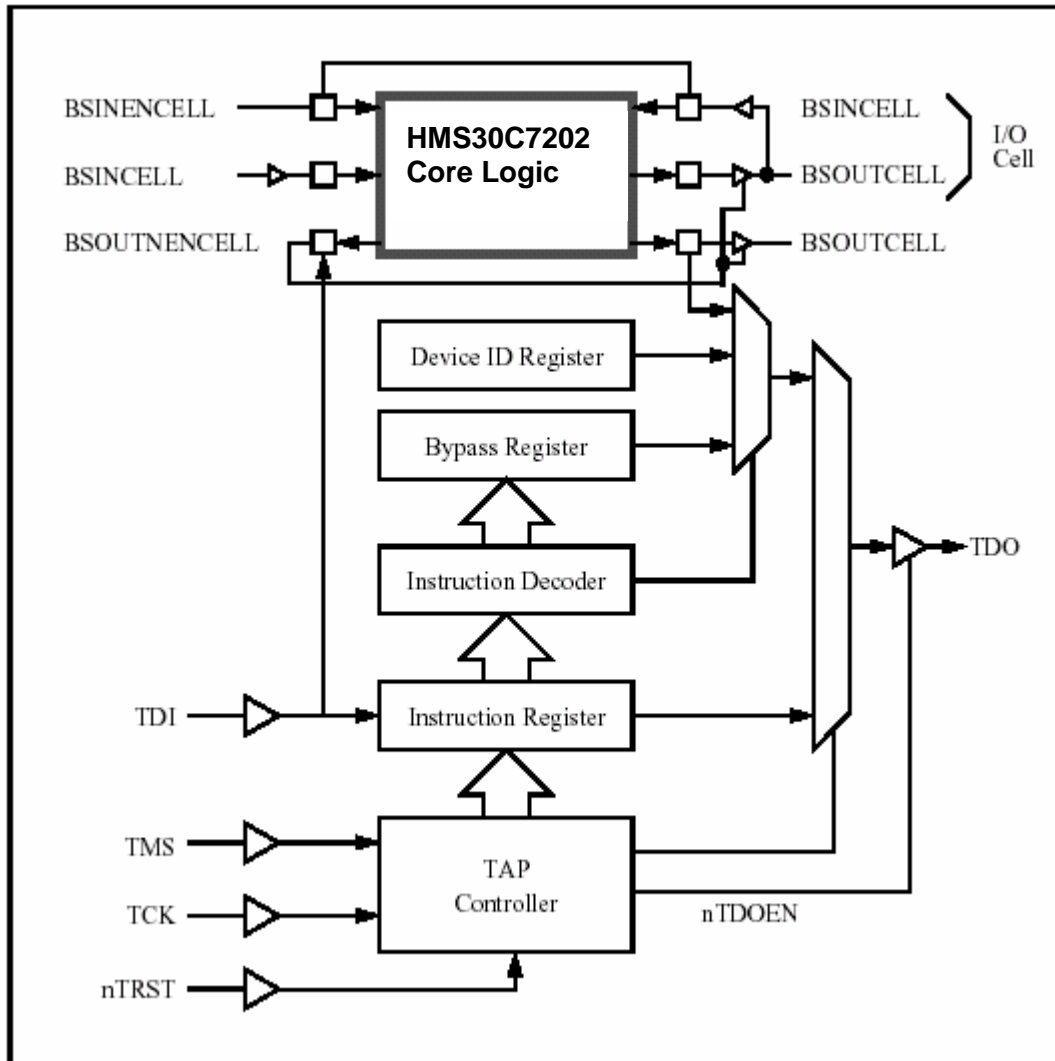 BSINENCELL
BSINCELL
BSOUTNENCELL
HMS30C7202
Core Logic
BSINCELL
BSOUTCELL
BSOUTCELL
I/O
Cell
Device ID Register
Bypass Register
Instruction Decoder
Instruction Register
TAP
Controller
TDI
TMS
TCK
nTRST
nTDOEN
TDO